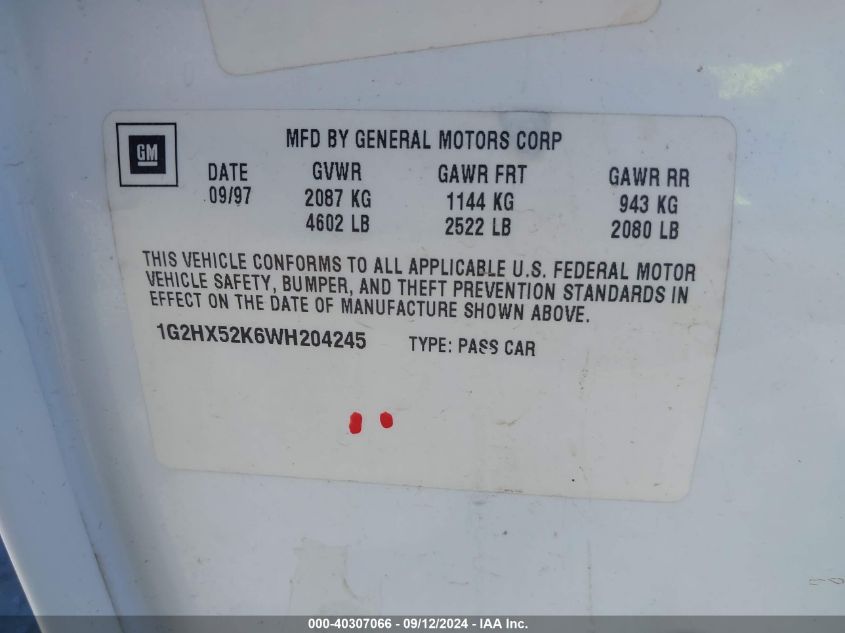 GM
MFD BY GENERAL MOTORS CORP
DATE GVWR GAWR FRT GAWR RR
09/97 2087 KG 1144 KG 943 KG
4602 LB 2522 LB 2080 LB
THIS VEHICLE CONFORMS TO ALL APPLICABLE U.S. FEDERAL MOTOR
VEHICLE SAFETY, BUMPER, AND THEFT PREVENTION STANDARDS IN
EFFECT ON THE DATE OF MANUFACTURE SHOWN ABOVE.
1G2HX52K6WH204245 TYPE: PASS CAR
000-40307066 - 09/12/2024 - IAA Inc.